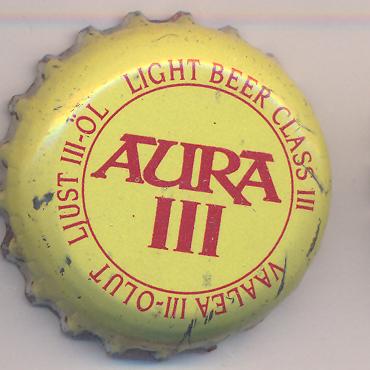 LIGHT BEER CLASS III
VAALEA III-OLUT
LJUST III-ÖL
AURA
III